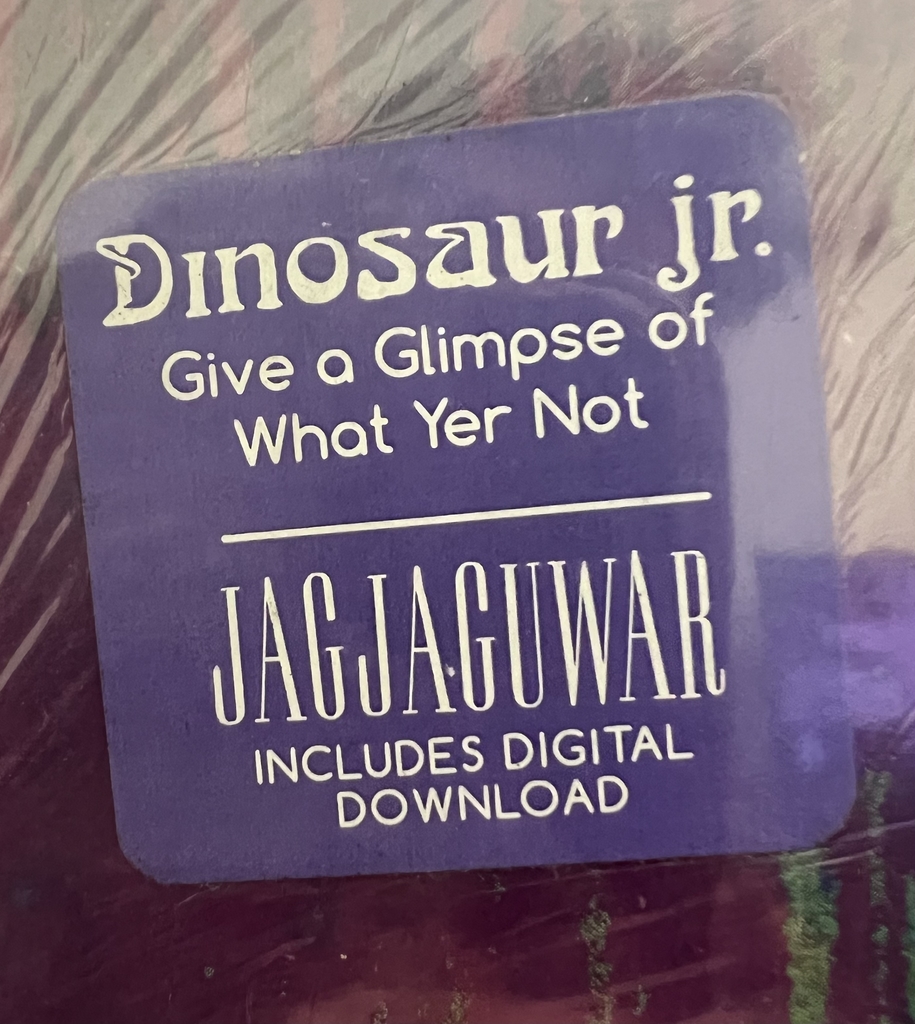 Dinosaur jr.
Give a Glimpse of
What Yer Not
JAGJAGUWAR
INCLUDES DIGITAL
DOWNLOAD